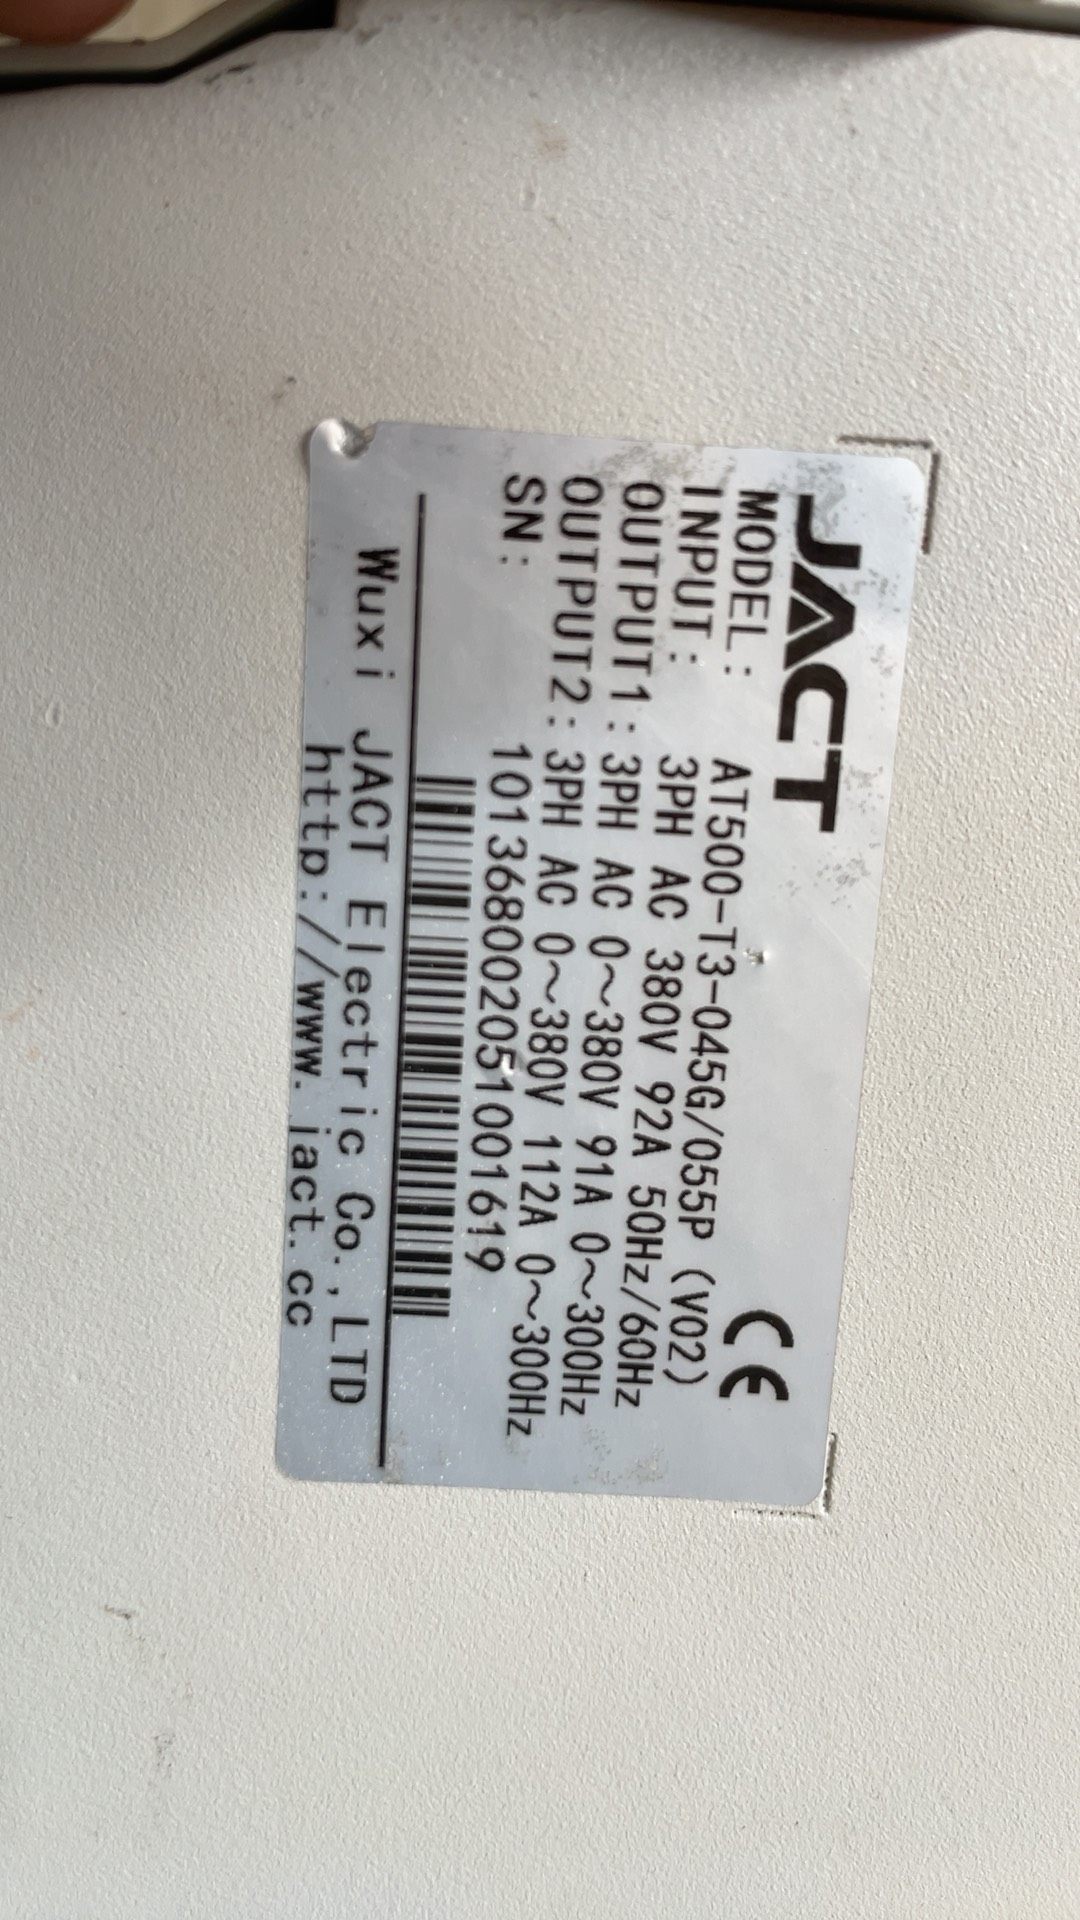 JACT
CE
MODEL: AT500-T3-045G/055P (V02)
INPUT: 3PH AC 380V 92A 50Hz/60Hz
OUTPUT1: 3PH AC 0～380V 91A 0～300Hz
OUTPUT2: 3PH AC 0～380V 112A 0～300Hz
SN: 101368002051001619
Wuxi JACT Electric Co.,LTD
http://www.jact.cc